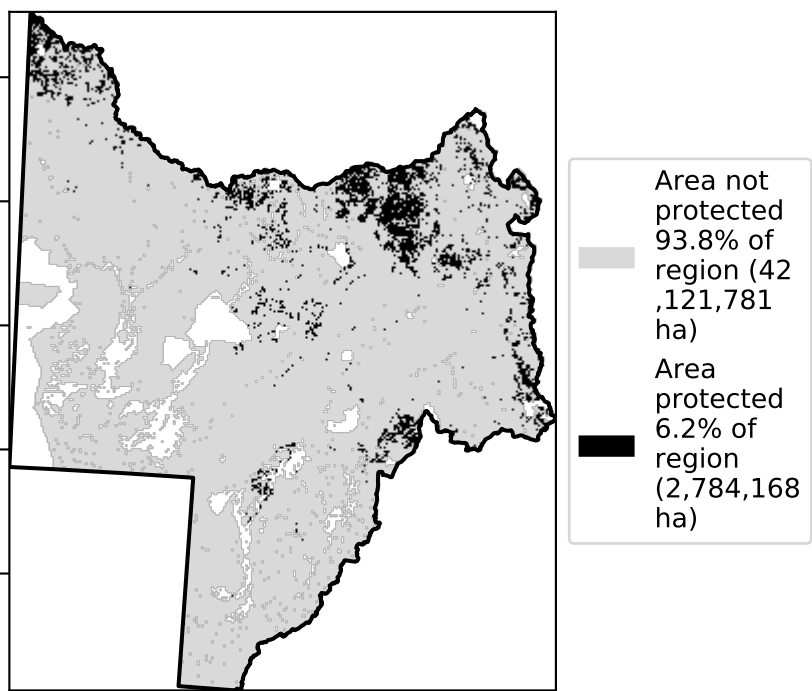 Area not
protected
93.8% of
region (42
,121,781
ha)
Area
protected
6.2% of
region
(2,784,168
ha)